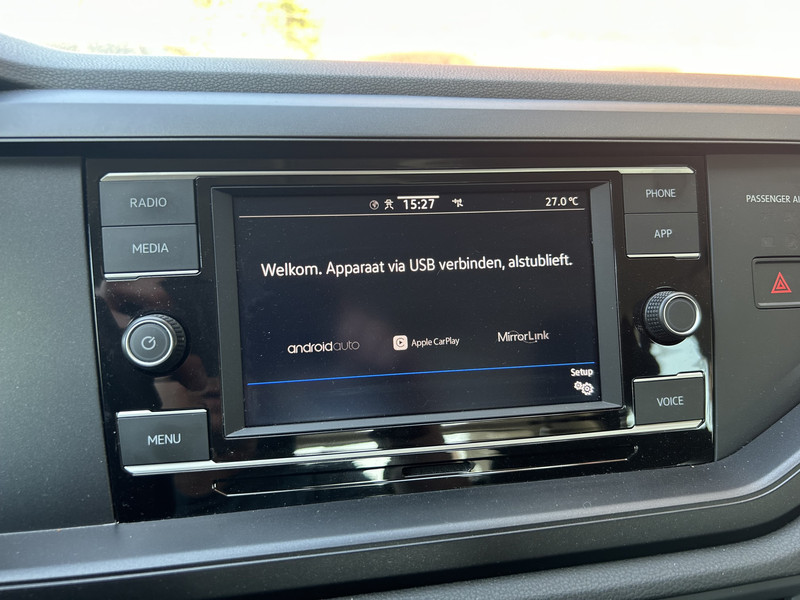 RADIO
MEDIA
MENU
15:27
27.0 °C
Welkom. Apparaat via USB verbinden, alstublieft.
androidauto
Apple CarPlay
MirrorLink
Setup
PHONE
APP
VOICE
PASSENGER